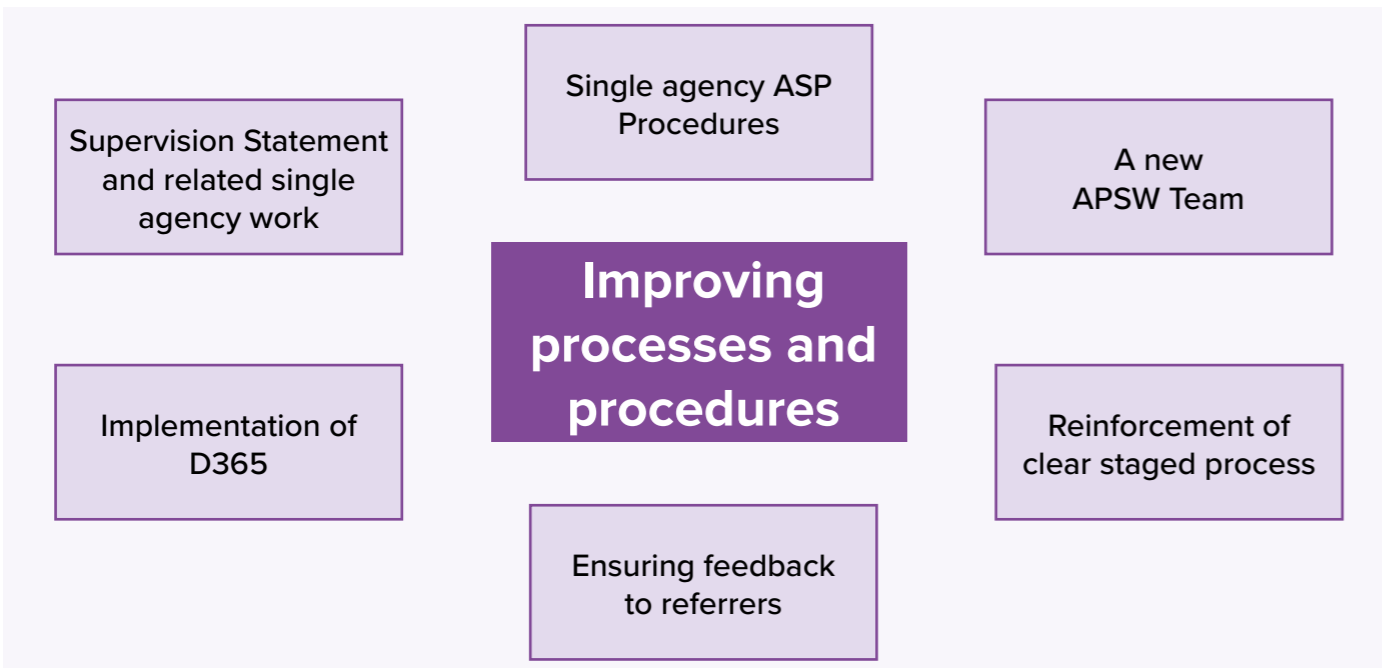 Single agency ASP
Procedures
Supervision Statement
and related single
agency work
A new
APSW Team
Improving
processes and
procedures
Implementation of
D365
Reinforcement of
clear staged process
Ensuring feedback
to referrers